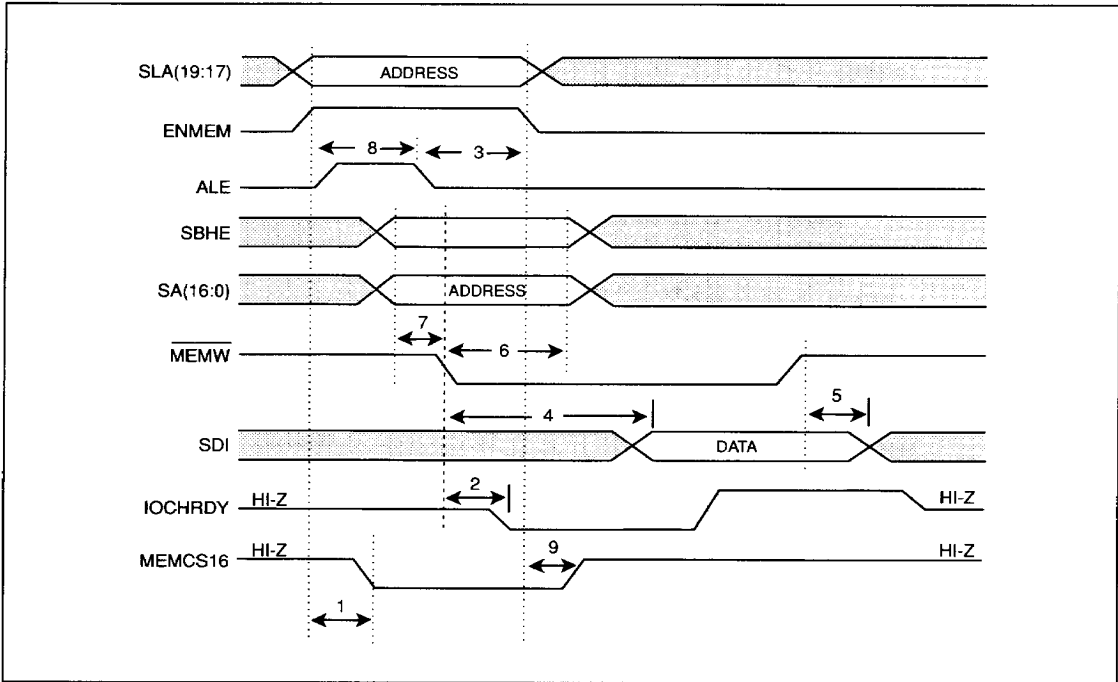 SLA(19:17) ADDRESS
ENMEM
8 3
ALE
SBHE
SA(16:0) ADDRESS
7
MEMW 6
5
4
SDI DATA
2
IOCHRDY HI-Z HI-Z
9
MEMCS16 HI-Z HI-Z
1